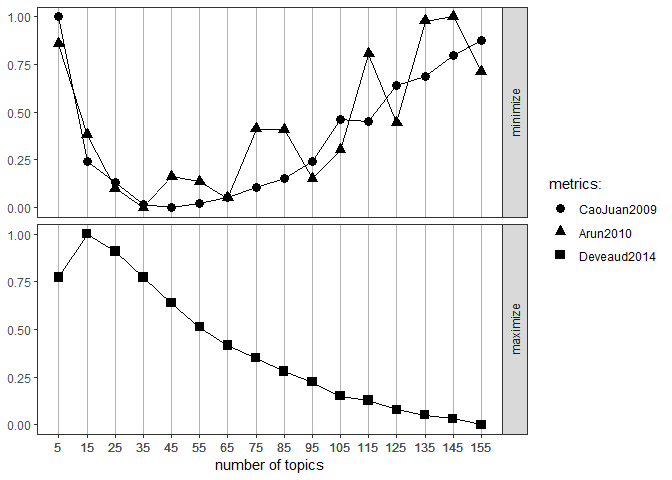 1.00
0.75
0.50
0.25
0.00
minimize
1.00
0.75
0.50
0.25
0.00
maximize
5 15 25 35 45 55 65 75 85 95 105 115 125 135 145 155
number of topics
metrics:
CaoJuan2009
Arun2010
Deveaud2014